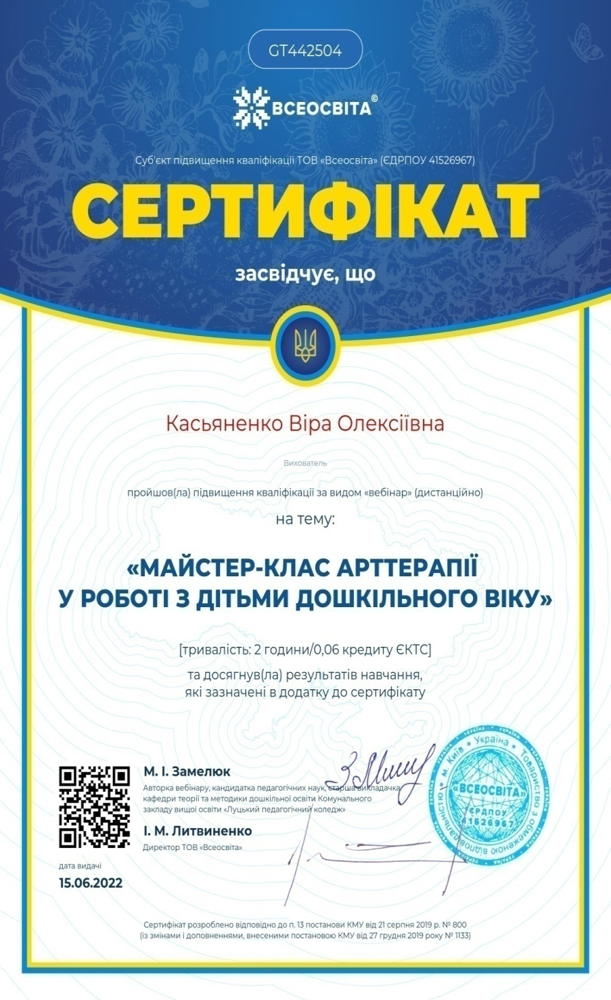 GT442504
ВСЕОСВІТА©
Суб'єкт підвищення кваліфікації ТОВ «Всеосвіта» (ЄДРПОУ 41526967)
СЕРТИФІКАТ
засвідчує, що
Касьяненко Віра Олексіївна
Вихователь
пройшов(ла) підвищення кваліфікації за видом «вебінар» (дистанційно)
на тему:
«МАЙСТЕР-КЛАС АРТТЕРАПІЇ
У РОБОТІ З ДІТЬМИ ДОШКІЛЬНОГО ВІКУ»
[тривалість: 2 години/0,06 кредиту ЄКТС]
та досягнув(ла) результатів навчання,
які зазначені в додатку до сертифікату
М. І. Замелюк
Авторка вебінару, кандидатка педагогічних наук, старша викладачка
кафедри теорії та методики дошкільної освіти Комунального
закладу вищої освіти «Луцький педагогічний коледж»
І. М. Литвиненко
Директор ТОВ «Всеосвіта»
дата видачі
15.06.2022
Україна
м. Київ
Товариство з обмеженою відповідальністю
«ВСЕОСВІТА»
ЄРДПОУ
41526967
Сертифікат розроблено відповідно до п. 13 постанови КМУ від 21 серпня 2019 р. № 800
(із змінами і доповненнями, внесеними постановою КМУ від 27 грудня 2019 року № 1133)